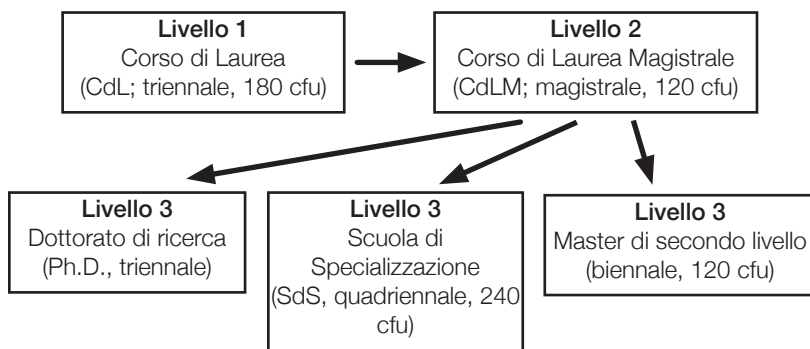 Livello 1
Corso di Laurea
(CdL; triennale, 180 cfu)
Livello 2
Corso di Laurea Magistrale
(CdLM; magistrale, 120 cfu)
Livello 3
Dottorato di ricerca
(Ph.D., triennale)
Livello 3
Scuola di
Specializzazione
(SdS, quadriennale, 240
cfu)
Livello 3
Master di secondo livello
(biennale, 120 cfu)